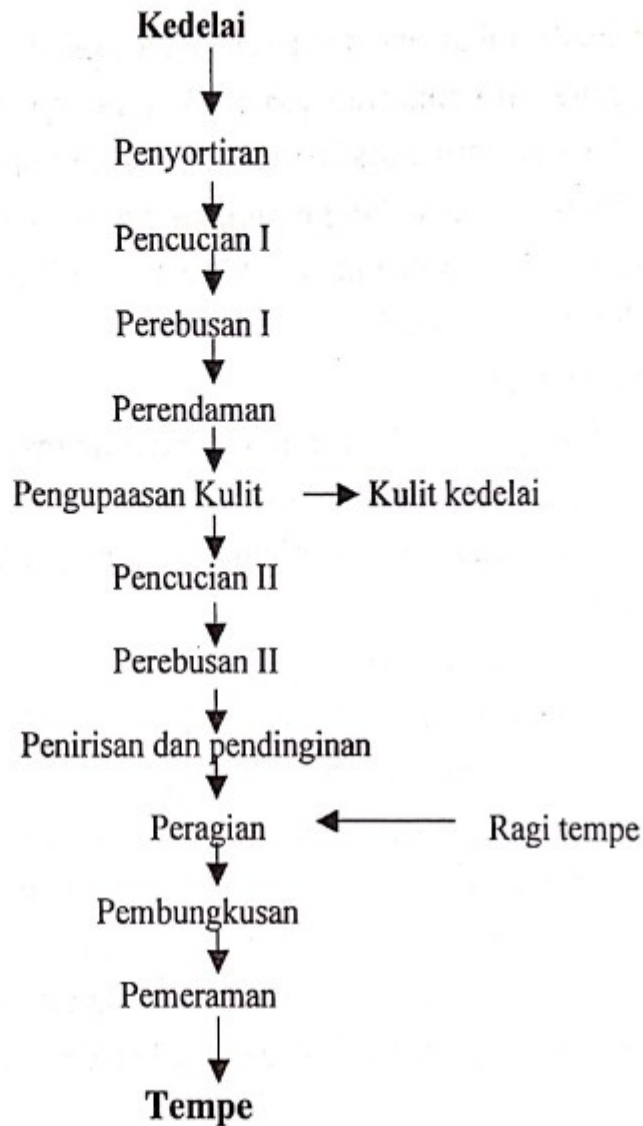 Kedelai
Penyortiran
Pencucian I
Perebusan I
Perendaman
Pengupaasan Kulit → Kulit kedelai
Pencucian II
Perebusan II
Penirisan dan pendinginan
Peragian ← Ragi tempe
Pembungkusan
Pemeraman
Tempe